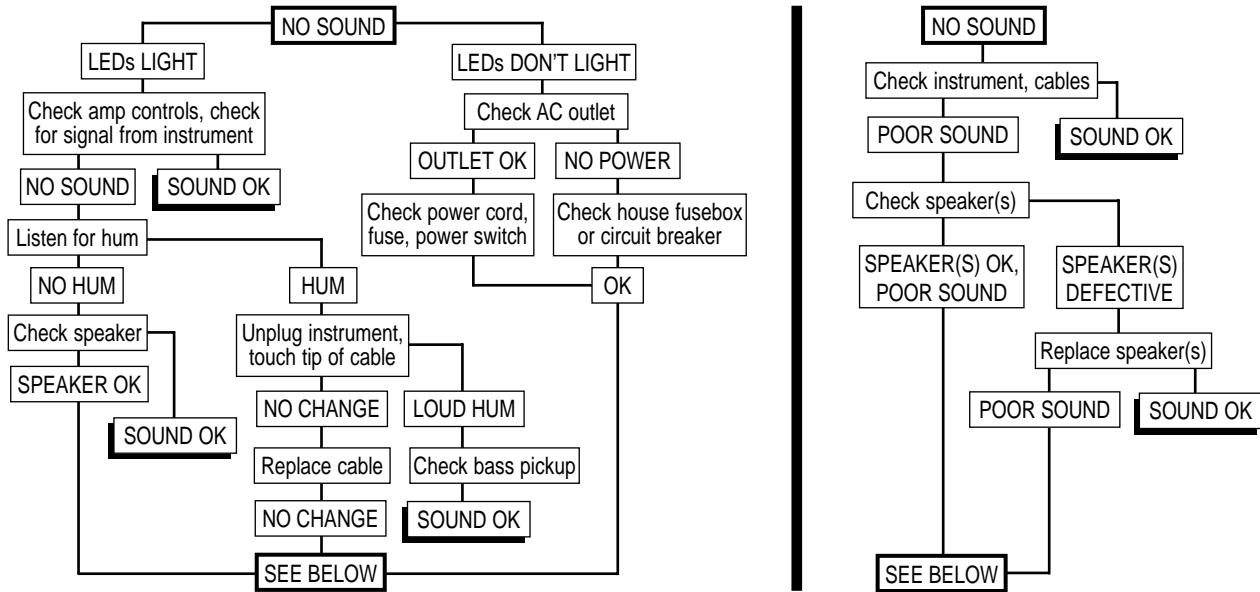 NO SOUND
LEDs LIGHT
LEDs DON'T LIGHT
Check amp controls, check
for signal from instrument
Check AC outlet
OUTLET OK
NO POWER
NO SOUND
SOUND OK
Check power cord,
fuse, power switch
Check house fusebox
or circuit breaker
Listen for hum
NO HUM
HUM
OK
Check speaker
Unplug instrument,
touch tip of cable
SPEAKER OK
NO CHANGE
LOUD HUM
SOUND OK
Replace cable
Check bass pickup
NO CHANGE
SOUND OK
SEE BELOW
NO SOUND
Check instrument, cables
POOR SOUND
SOUND OK
Check speaker(s)
SPEAKER(S) OK,
POOR SOUND
SPEAKER(S)
DEFECTIVE
Replace speaker(s)
POOR SOUND
SOUND OK
SEE BELOW